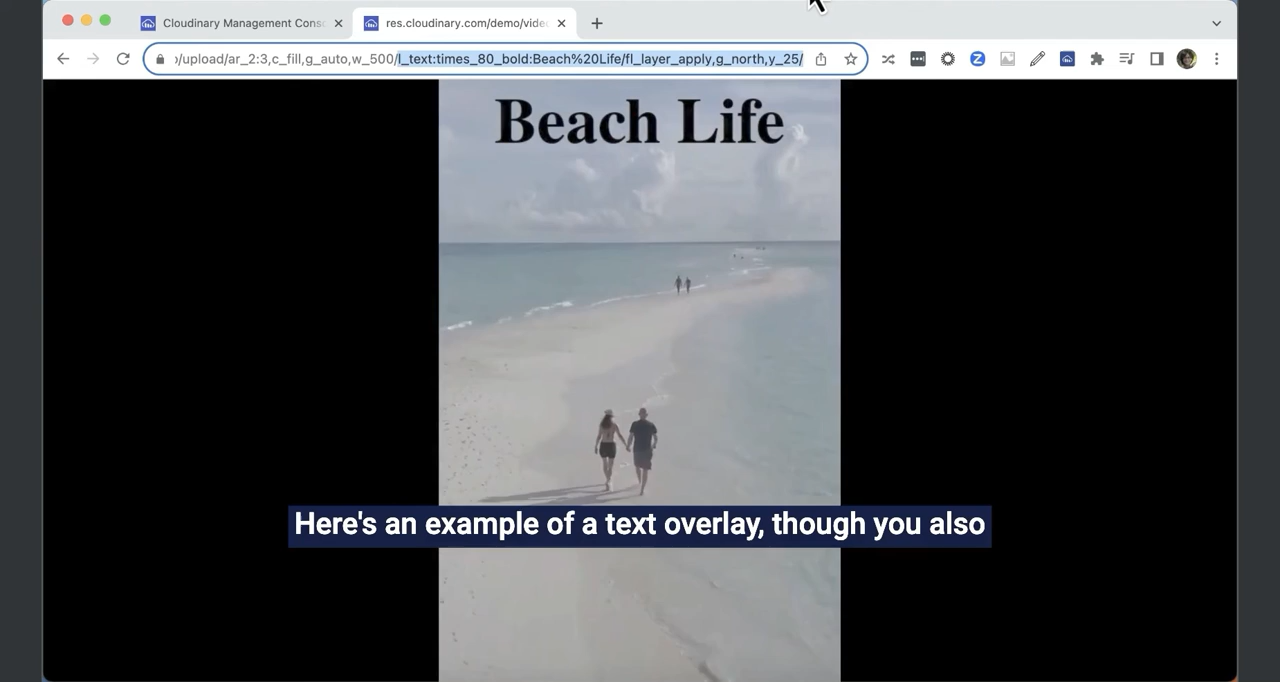 Cloudinary Management Conso
res.cloudinary.com/demo/vide
/upload/ar_2:3,c_fill,g_auto,w_500/l_text:times_80_bold:Beach%20Life/fl_layer_apply,g_north,y_25/
Beach Life
Here's an example of a text overlay, though you also